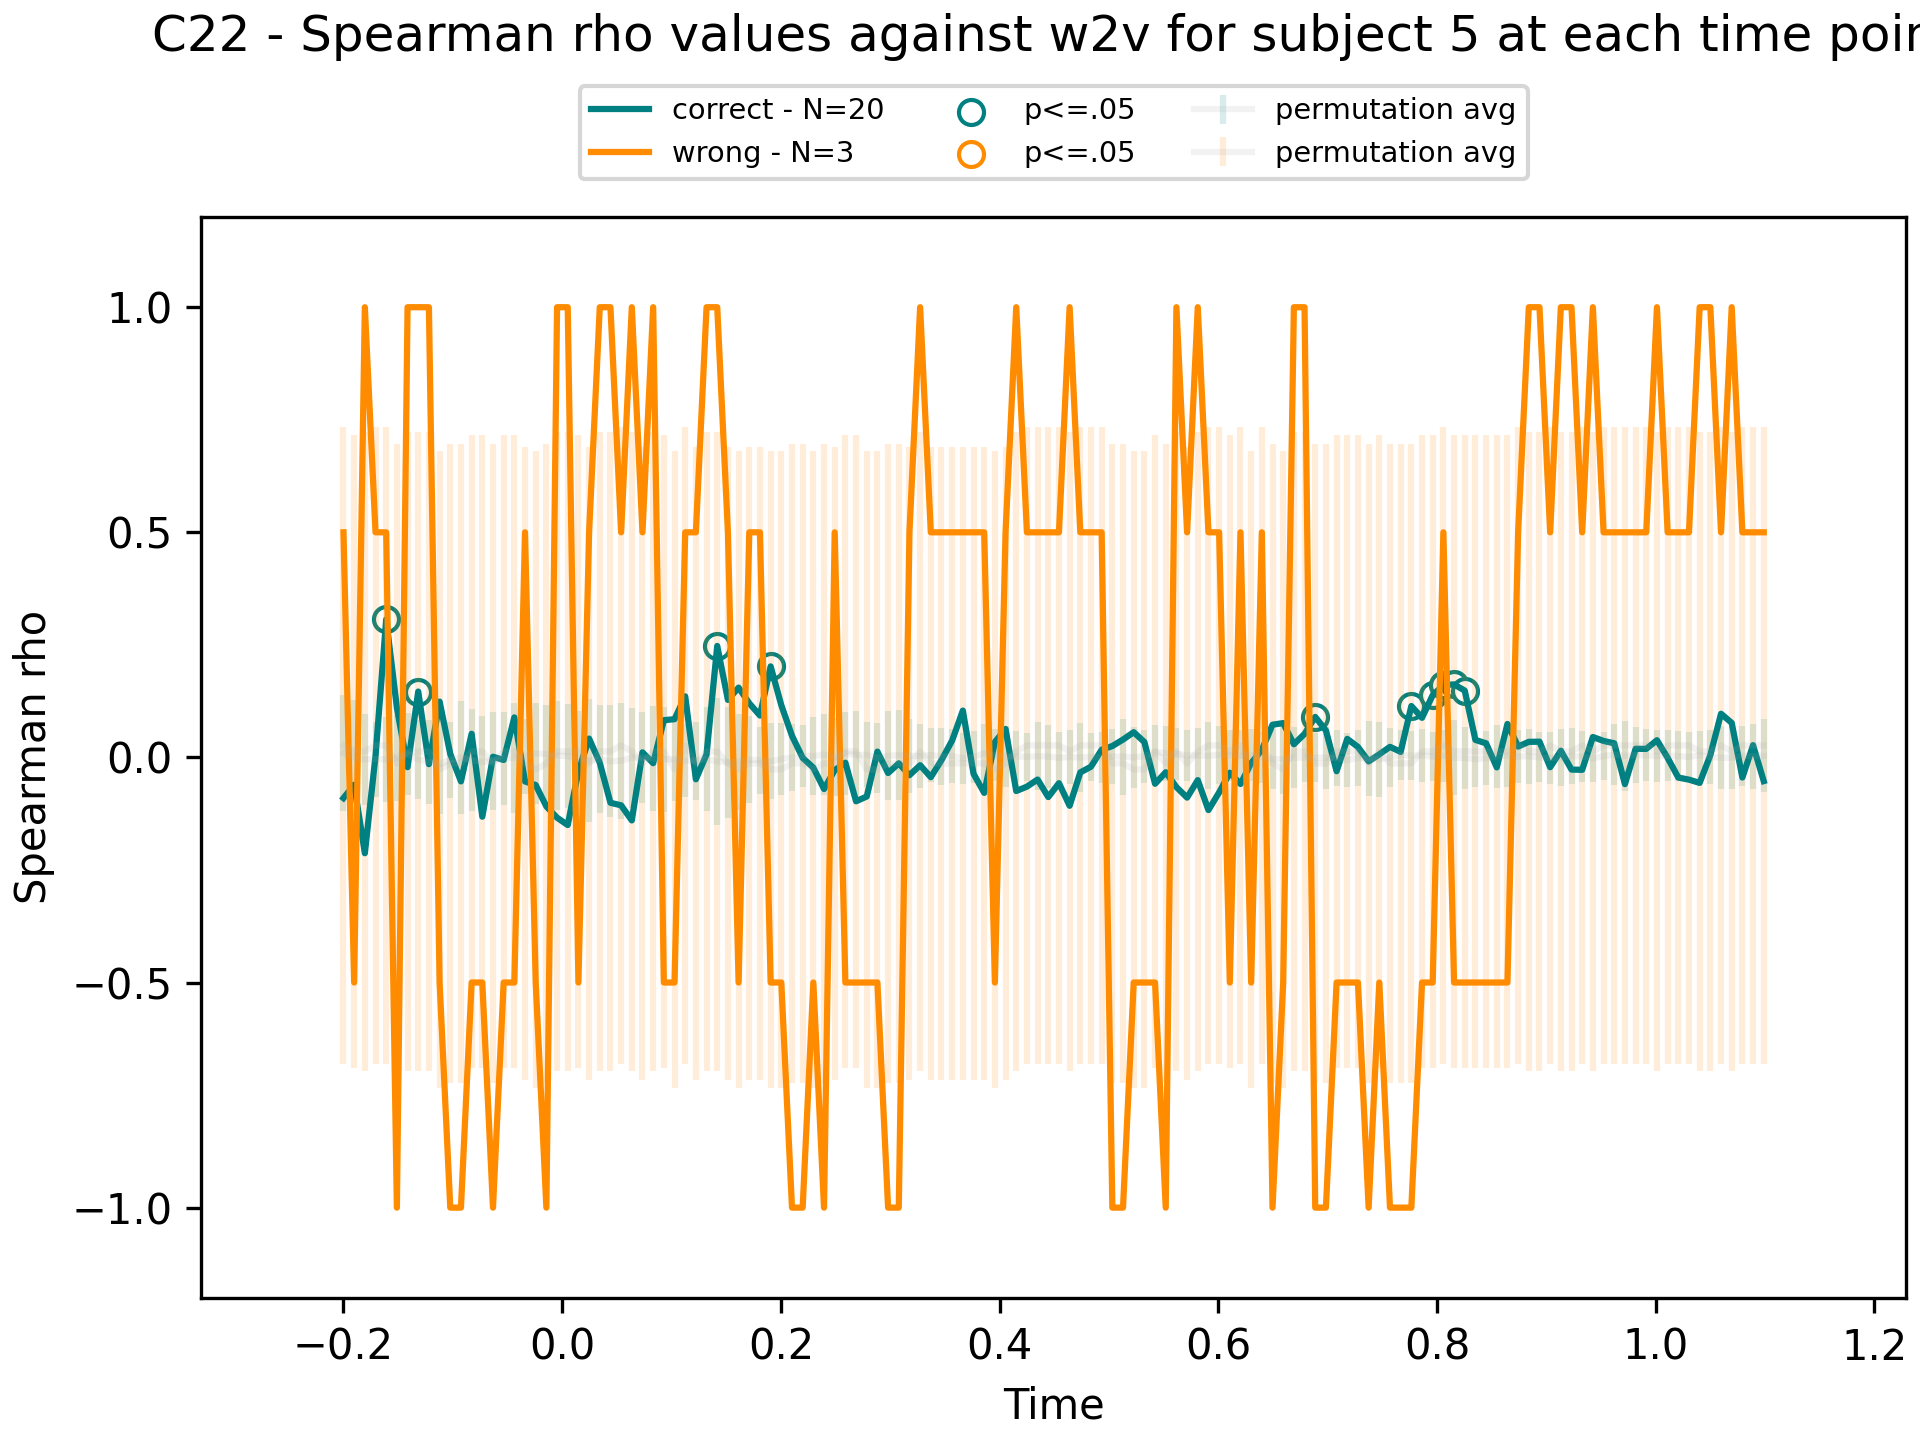 C22 - Spearman rho values against w2v for subject 5 at each time poin
correct - N=20
wrong - N=3
p<=.05
p<=.05
permutation avg
permutation avg
Spearman rho
1.0
0.5
0.0
−0.5
−1.0
−0.2 0.0 0.2 0.4 0.6 0.8 1.0 1.2
Time